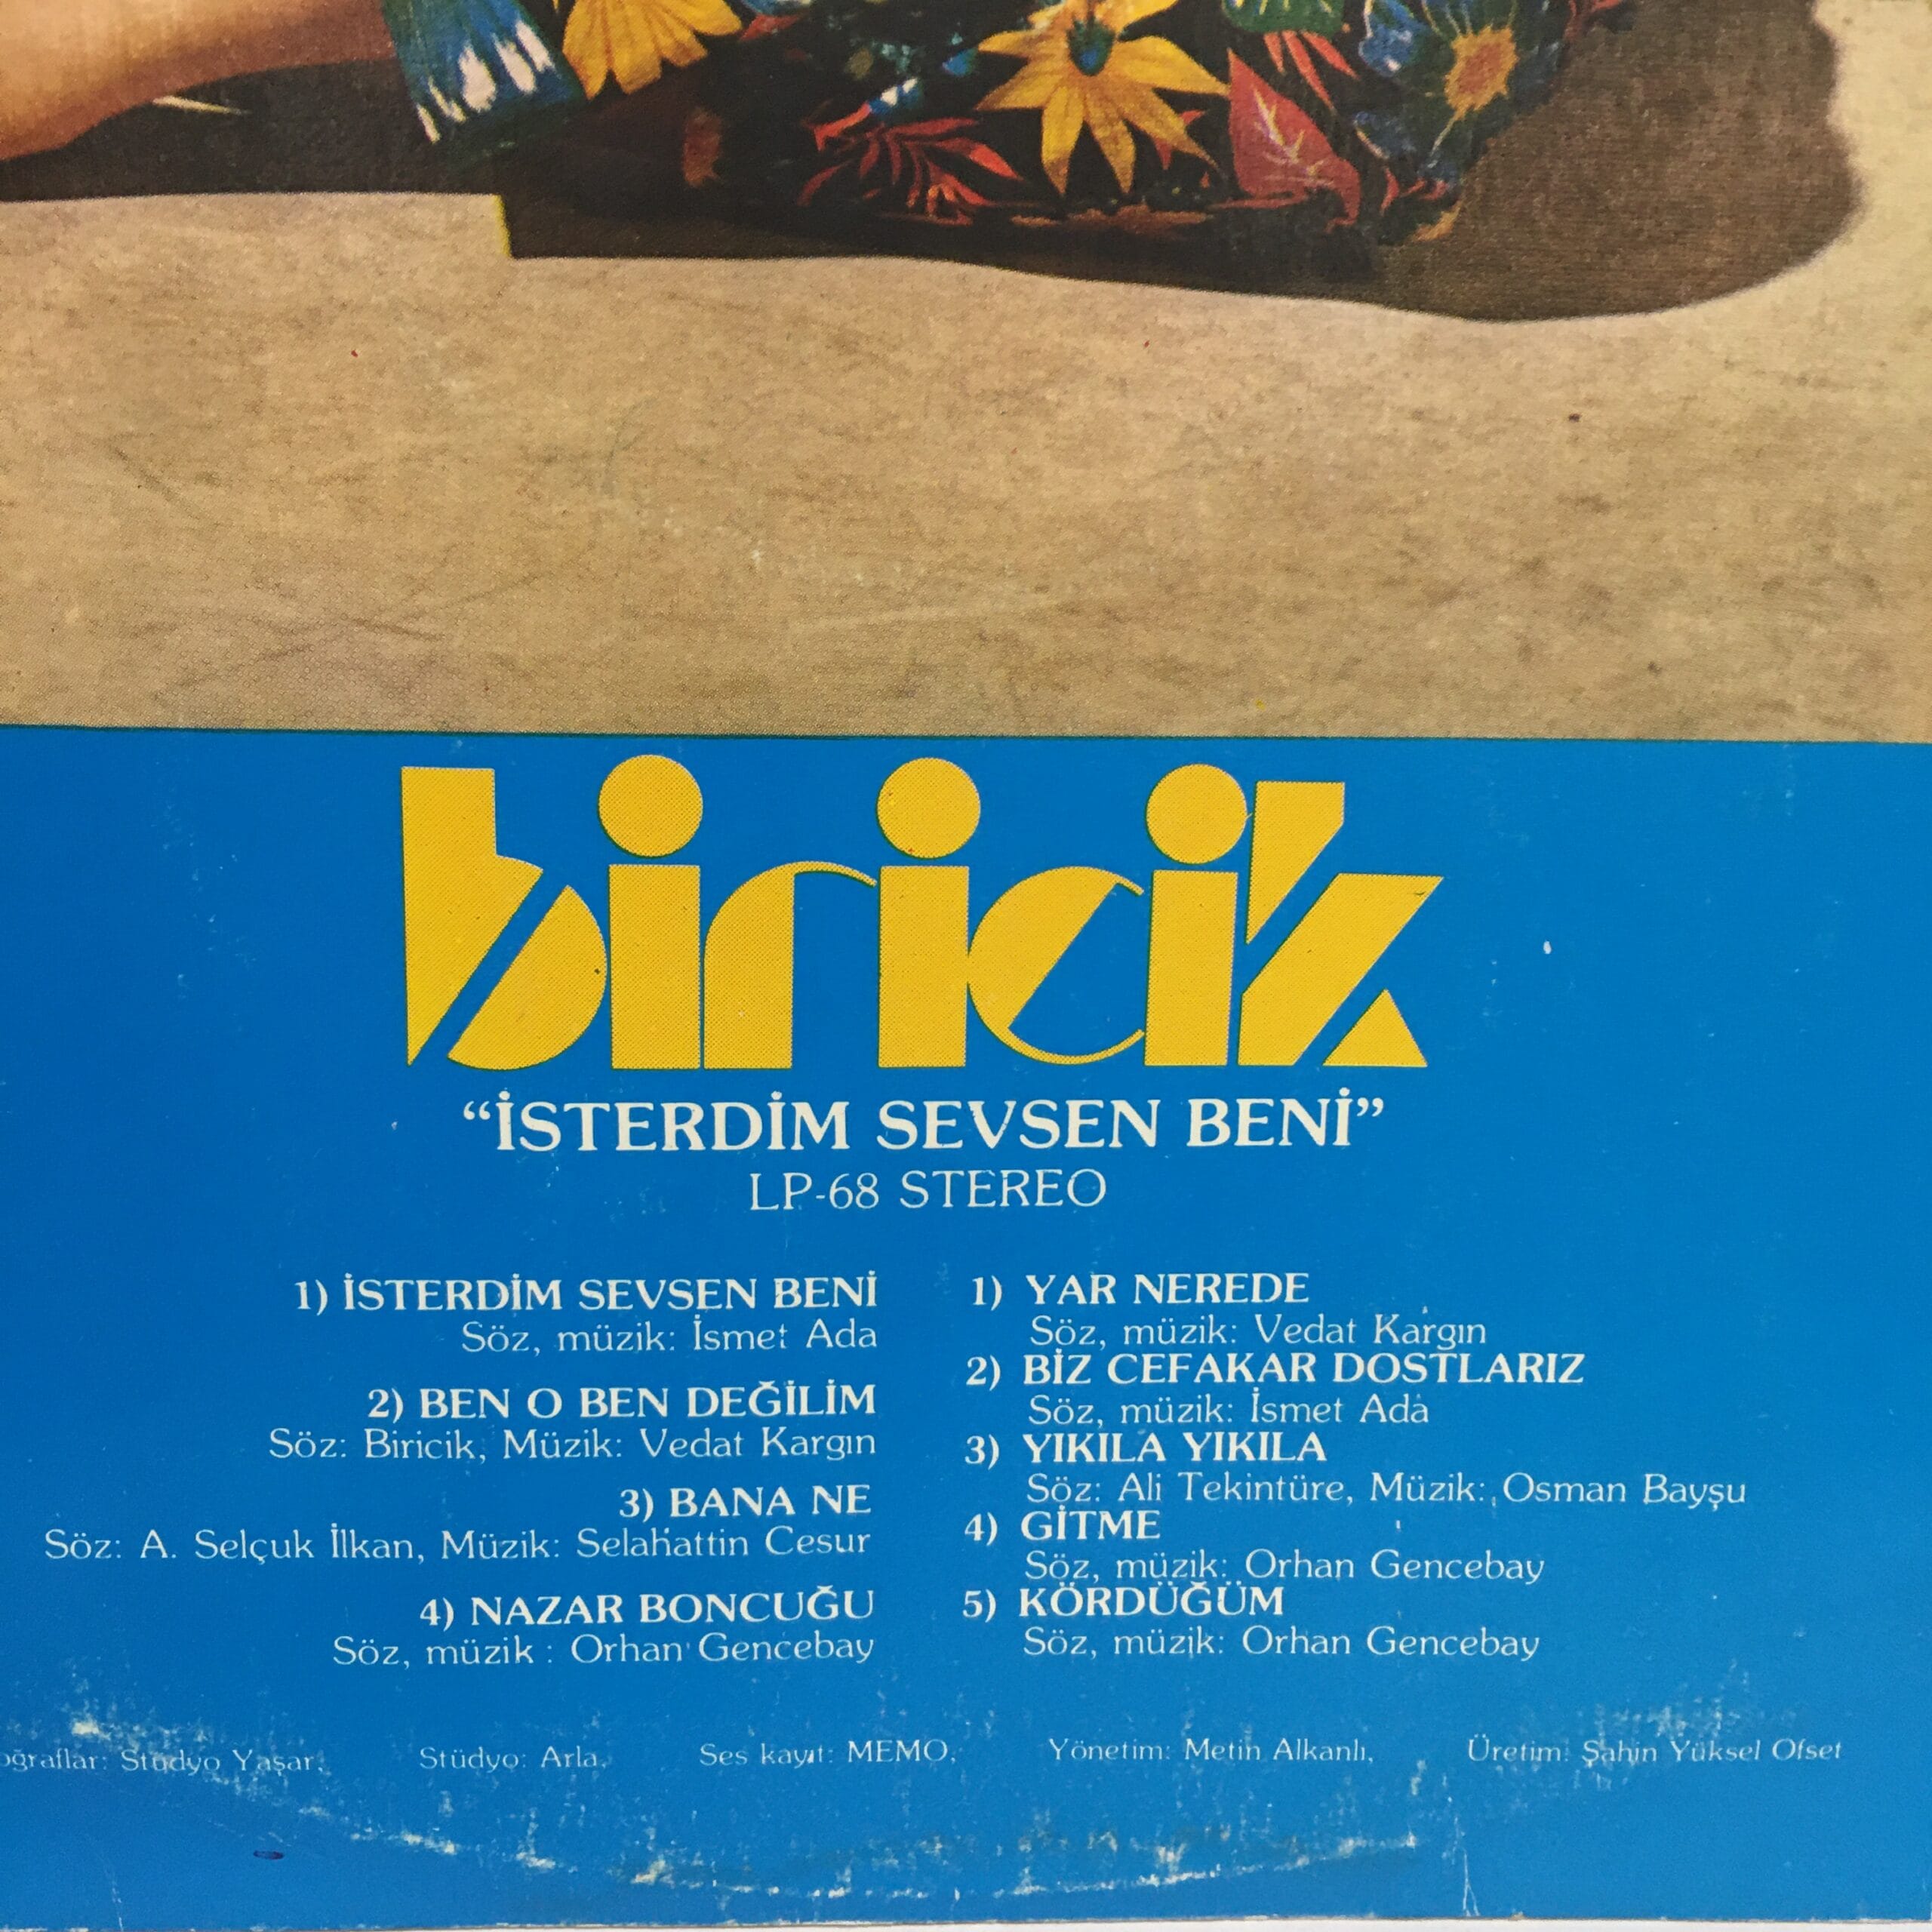 biricik
“İSTERDİM SEVSEN BENİ”
LP-68 STEREO
1) İSTERDİM SEVSEN BENİ
Söz, müzik: İsmet Ada
2) BEN O BEN DEĞİLİM
Söz: Biricik, Müzik: Vedat Kargın
3) BANA NE
Söz: A. Selçuk İlkan, Müzik: Selahattin Cesur
4) NAZAR BONCUĞU
Söz, müzik : Orhan Gencebay
1) YAR NEREDE
Söz, müzik: Vedat Kargın
2) BİZ CEFAKAR DOSTLARIZ
Söz, müzik: İsmet Ada
3) YIKILA YIKILA
Söz: Ali Tekintüre, Müzik: Osman Bayşu
4) GİTME
Söz, müzik: Orhan Gencebay
5) KÖRDÜĞÜM
Söz, müzik: Orhan Gencebay
oğraflar: Stüdyo Yaşar, Stüdyo: Arla, Ses kayıt: MEMO, Yönetim: Metin Alkanlı, Üretim: Şahin Yüksel Ofset